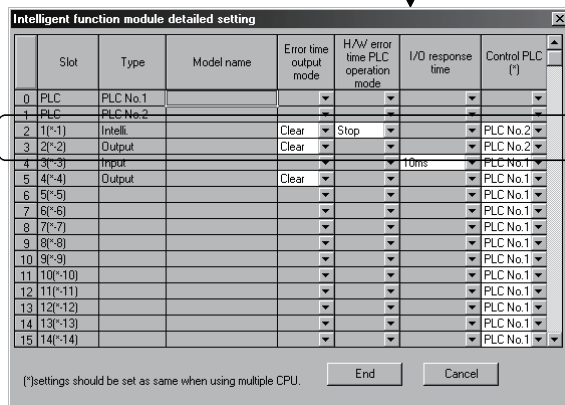 Intelligent function module detailed setting
Slot Type Model name Error time output mode H/W error time PLC operation mode I/O response time Control PLC (*)
0 PLC PLC No.1
1 PLC PLC No.2
2 1(*-1) Intelli. Clear Stop PLC No.2
3 2(*-2) Output Clear PLC No.2
4 3(*-3) Input 10ms PLC No.1
5 4(*-4) Output Clear PLC No.1
6 5(*-5) PLC No.1
7 6(*-6) PLC No.1
8 7(*-7) PLC No.1
9 8(*-8) PLC No.1
10 9(*-9) PLC No.1
11 10(*-10) PLC No.1
12 11(*-11) PLC No.1
13 12(*-12) PLC No.1
14 13(*-13) PLC No.1
15 14(*-14) PLC No.1
(*)settings should be set as same when using multiple CPU. End Cancel